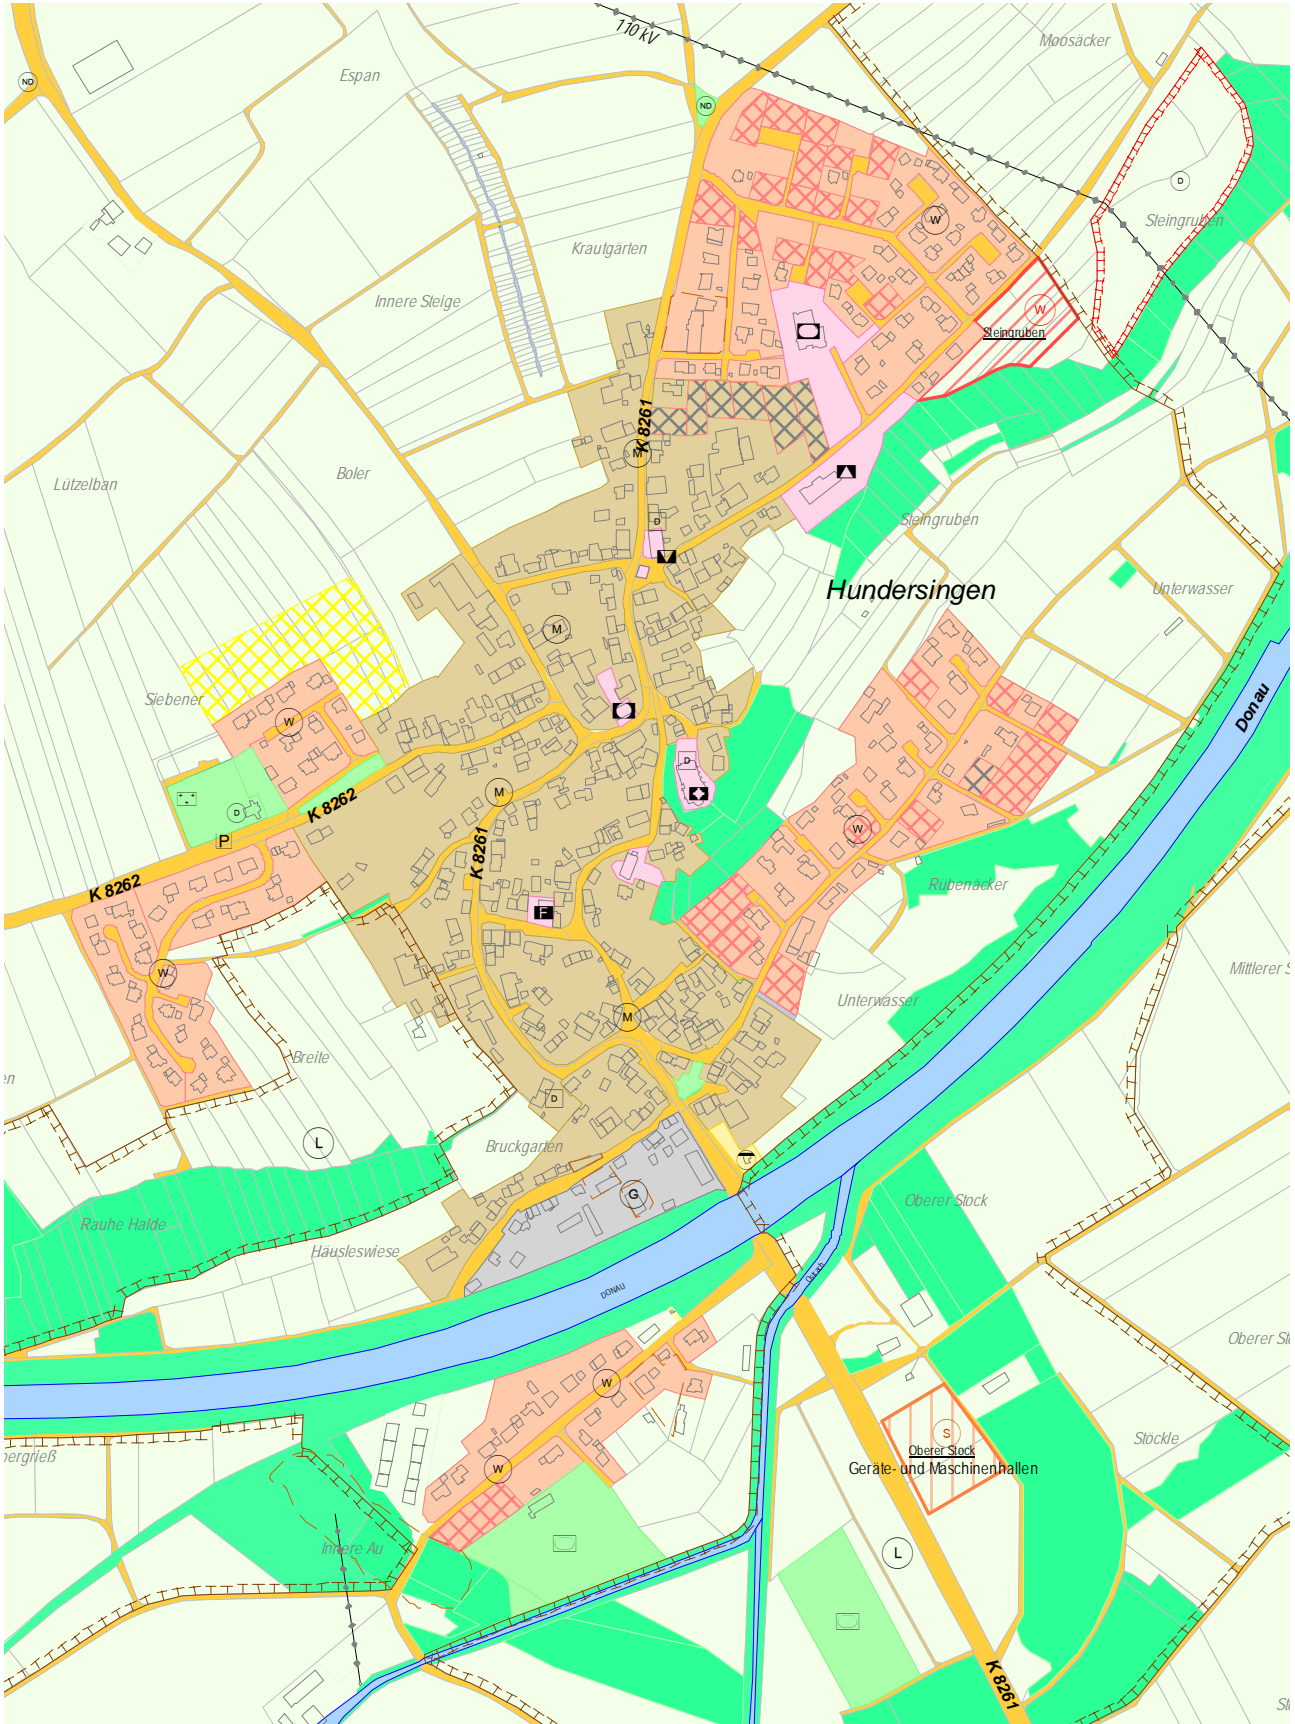 110 kV
Moosäcker
Espan
ND
ND
D
Steingruben
W
Krautgärten
Innere Steige
W
Steingruben
K 8261
M
Boler
Lützelban
D
Steingruben
Hundersingen
Unterwasser
M
Siebener
W
Donau
D
M
K 8262
D
P
K 8261
W
K 8262
Rübenäcker
F
W
Mittlerer S
Unterwasser
M
Breite
en
D
L
Bruckgarten
G
Oberer Stock
Rauhe Halde
Häusleswiese
DONAU
Oberer St
W
S
Oberer Stock
Geräte- und Maschinenhallen
Stöckle
bergrieß
W
Innere Au
L
K 8261